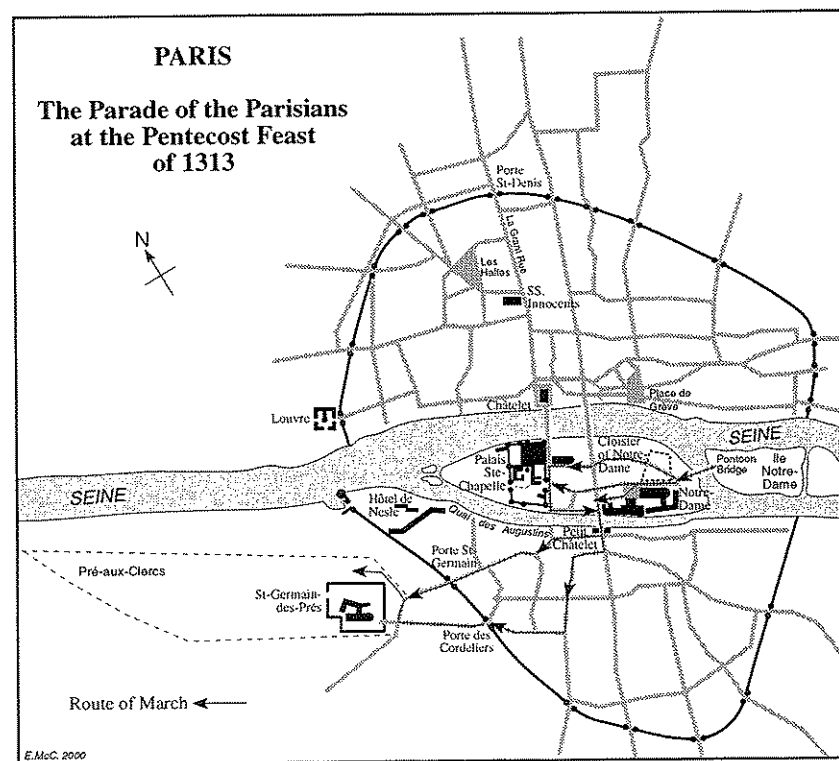 PARIS
The Parade of the Parisians
at the Pentecost Feast
of 1313
N
Porte
St-Denis
La Grant Rue
Les
Halles
SS.
Innocents
Louvre
Châtelet
Place de
Grève
SEINE
Palais
Ste-
Chapelle
Cloister
of Notre-
Dame
Pontoon
Bridge
Ile
Notre-
Dame
Notre-
Dame
SEINE
Hôtel de
Nesle
Quai des Augustins
Petit
Châtelet
Porte St-
Germain
Pré-aux-Clercs
St-Germain-
des-Prés
Porte des
Cordeliers
Route of March
E.McC. 2000